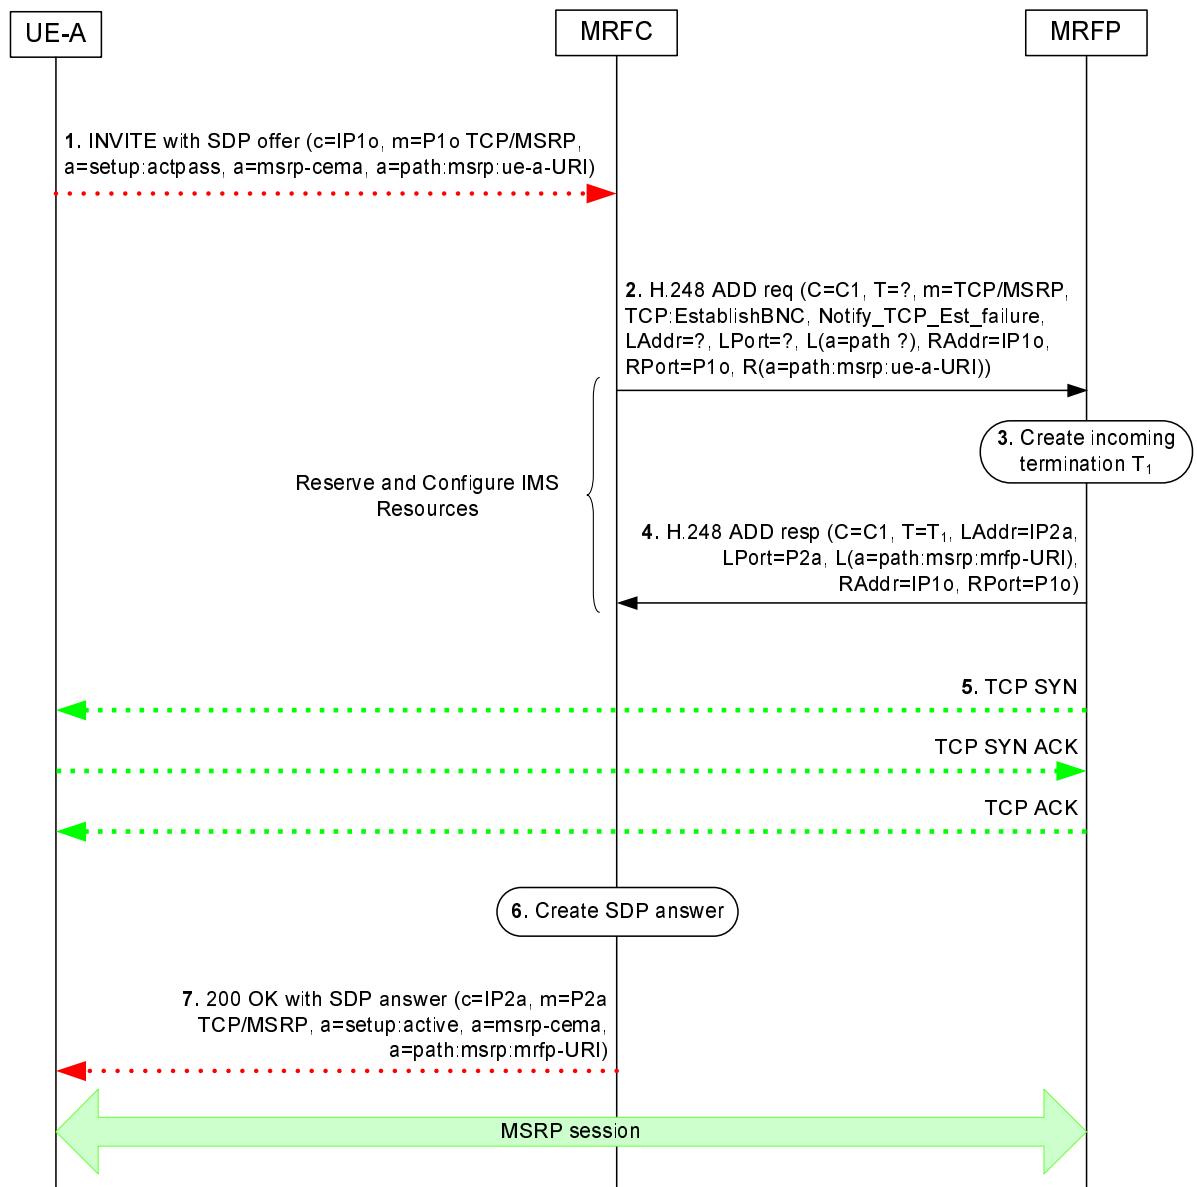 UE-A
MRFC
MRFP
1. INVITE with SDP offer (c=IP1o, m=P1o TCP/MSRP,
a=setup:actpass, a=msrp-cema, a=path:msrp:ue-a-URI)
2. H.248 ADD req (C=C1, T=?, m=TCP/MSRP,
TCP:EstablishBNC, Notify_TCP_Est_failure,
LAddr=?, LPort=?, L(a=path ?), RAddr=IP1o,
RPort=P1o, R(a=path:msrp:ue-a-URI))
3. Create incoming
termination T1
Reserve and Configure IMS
Resources
4. H.248 ADD resp (C=C1, T=T1, LAddr=IP2a,
LPort=P2a, L(a=path:msrp:mrfp-URI),
RAddr=IP1o, RPort=P1o)
5. TCP SYN
TCP SYN ACK
TCP ACK
6. Create SDP answer
7. 200 OK with SDP answer (c=IP2a, m=P2a
TCP/MSRP, a=setup:active, a=msrp-cema,
a=path:msrp:mrfp-URI)
MSRP session